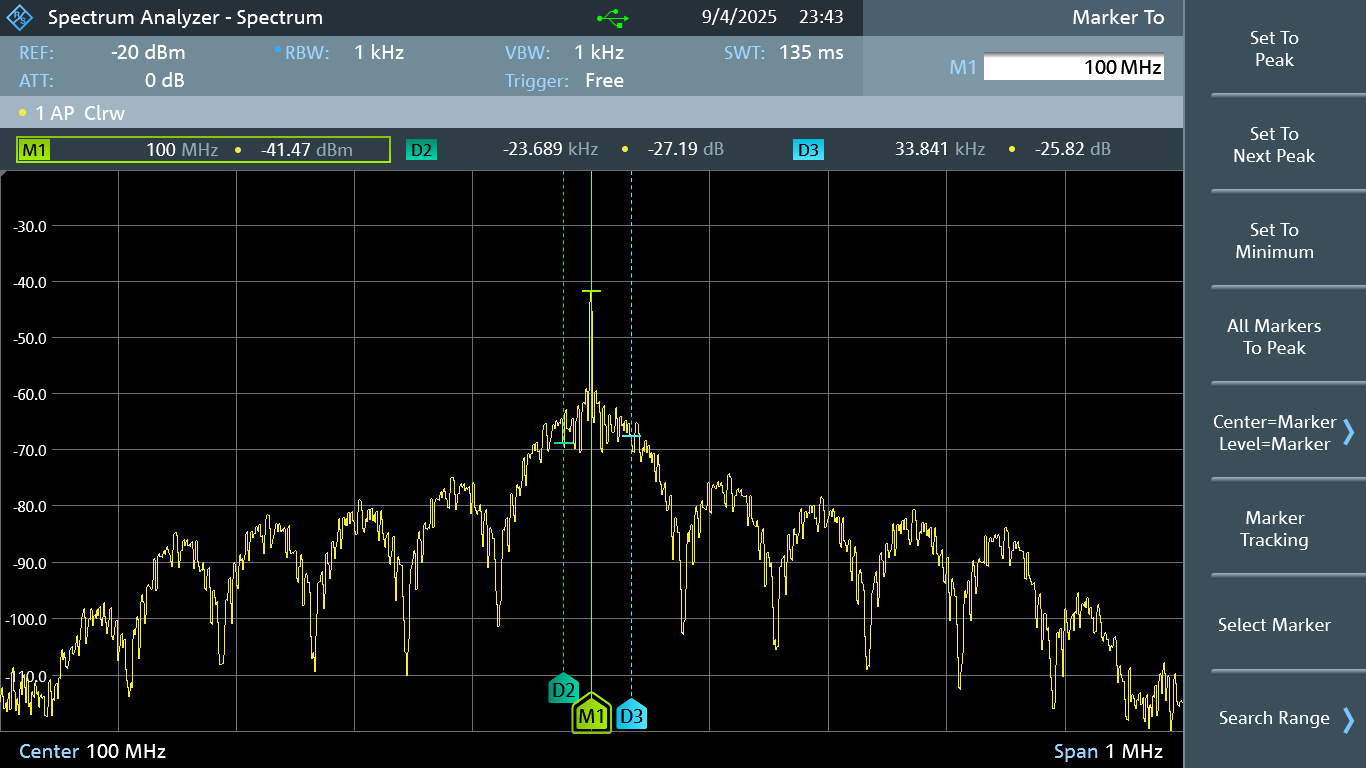 Spectrum Analyzer - Spectrum 9/4/2025 23:43 Marker To
REF: -20 dBm RBW: 1 kHz VBW: 1 kHz SWT: 135 ms
ATT: 0 dB Trigger: Free
M1 100 MHz
1 AP Clrw
M1 100 MHz • -41.47 dBm D2 -23.689 kHz • -27.19 dB D3 33.841 kHz • -25.82 dB
-30.0
-40.0
-50.0
-60.0
-70.0
-80.0
-90.0
-100.0
-110.0
D2
M1 D3
Center 100 MHz Span 1 MHz
Set To
Peak
Set To
Next Peak
Set To
Minimum
All Markers
To Peak
Center=Marker
Level=Marker
Marker
Tracking
Select Marker
Search Range